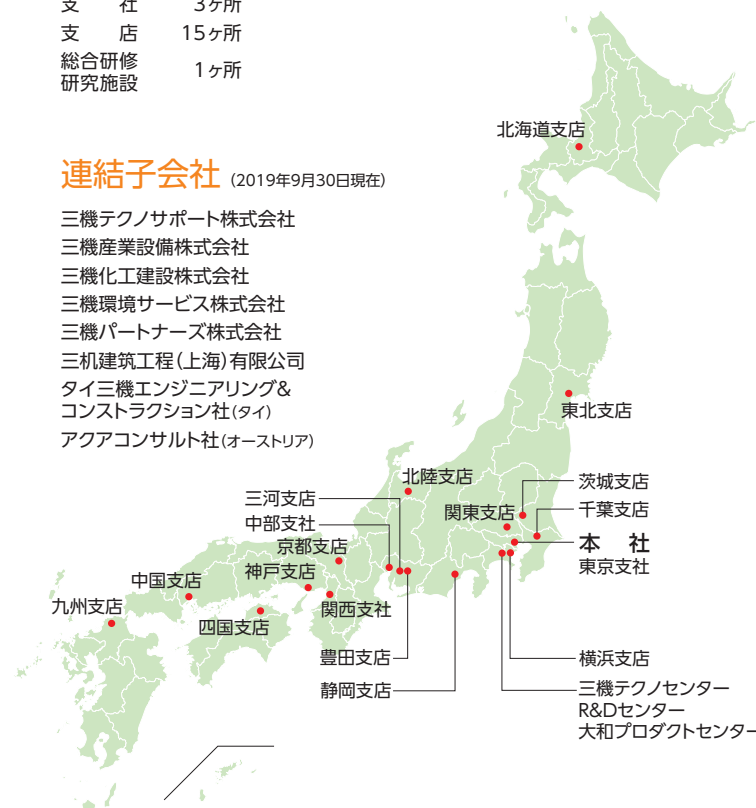 支　社　3ヶ所
支　店　15ヶ所
総合研修
研究施設　1ヶ所
連結子会社（2019年9月30日現在）
三機テクノサポート株式会社
三機産業設備株式会社
三機化工建設株式会社
三機環境サービス株式会社
三機パートナーズ株式会社
三机建筑工程（上海）有限公司
タイ三機エンジニアリング&
コンストラクション社（タイ）
アクアコンサルト社（オーストリア）
北海道支店
東北支店
北陸支店
茨城支店
三河支店
関東支店
千葉支店
中部支社
本　社
東京支社
京都支店
神戸支店
中国支店
九州支店
関西支社
四国支店
豊田支店
横浜支店
静岡支店
三機テクノセンター
R&Dセンター
大和プロダクトセンター